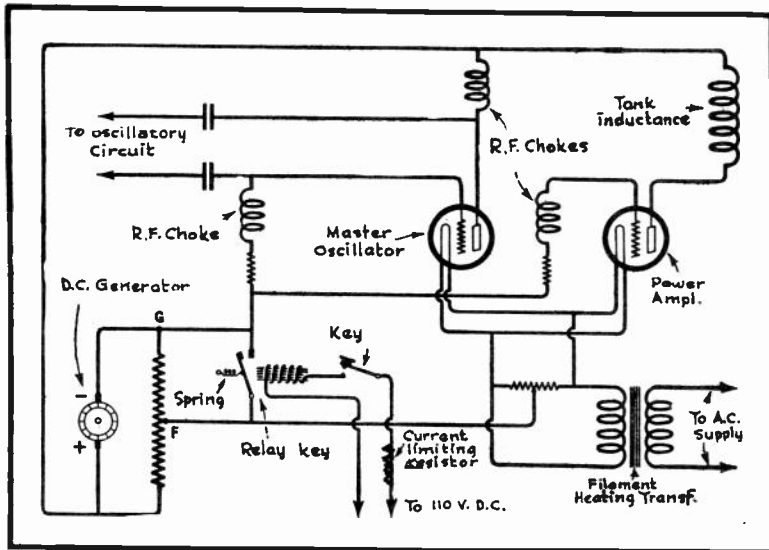 Tank
inductance
To Oscillatory
Circuit
R.F. Chokes
R.F. Choke
Master
Oscillator
Power
Ampl.
D.C. Generator
G
Key
-
Spring
F
+
Relay key
Current
limiting
resistor
To A.C.
Supply
Filament
Heating Transf.
To 110 V. D.C.